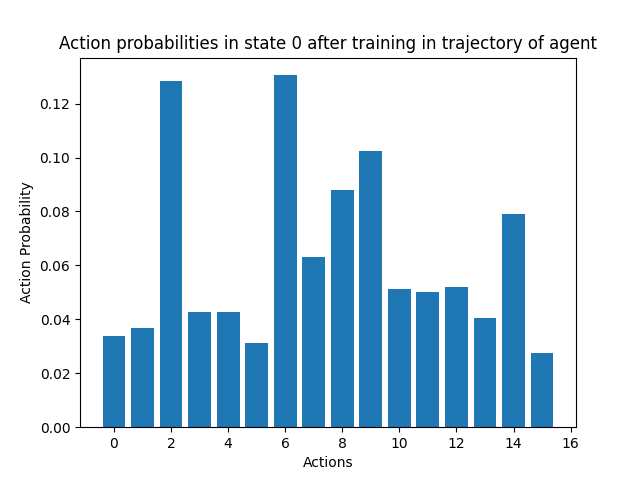 Action probabilities in state 0 after training in trajectory of agent
0.12
0.10
0.08
0.06
0.04
0.02
0.00
Action Probability
0 2 4 6 8 10 12 14 16
Actions